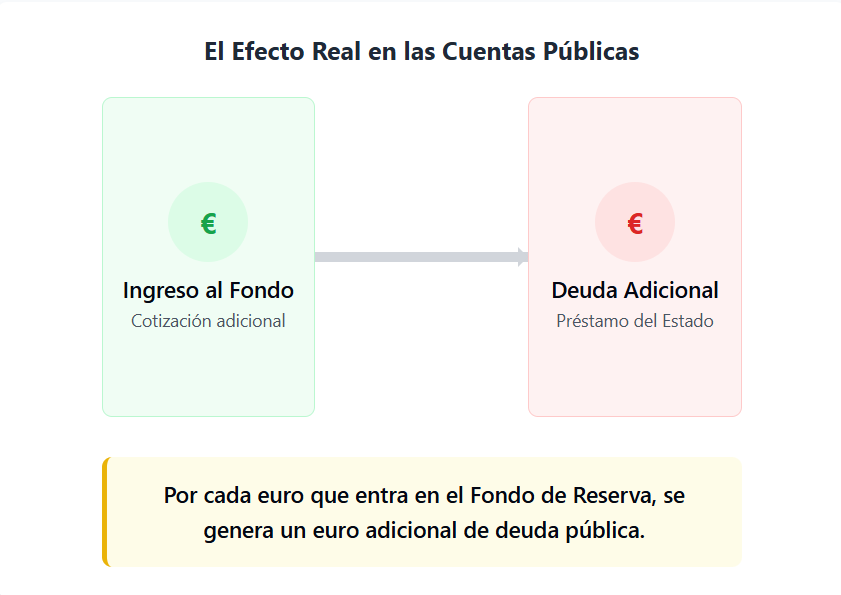 El Efecto Real en las Cuentas Públicas
€
Ingreso al Fondo
Cotización adicional
€
Deuda Adicional
Préstamo del Estado
Por cada euro que entra en el Fondo de Reserva, se
genera un euro adicional de deuda pública.